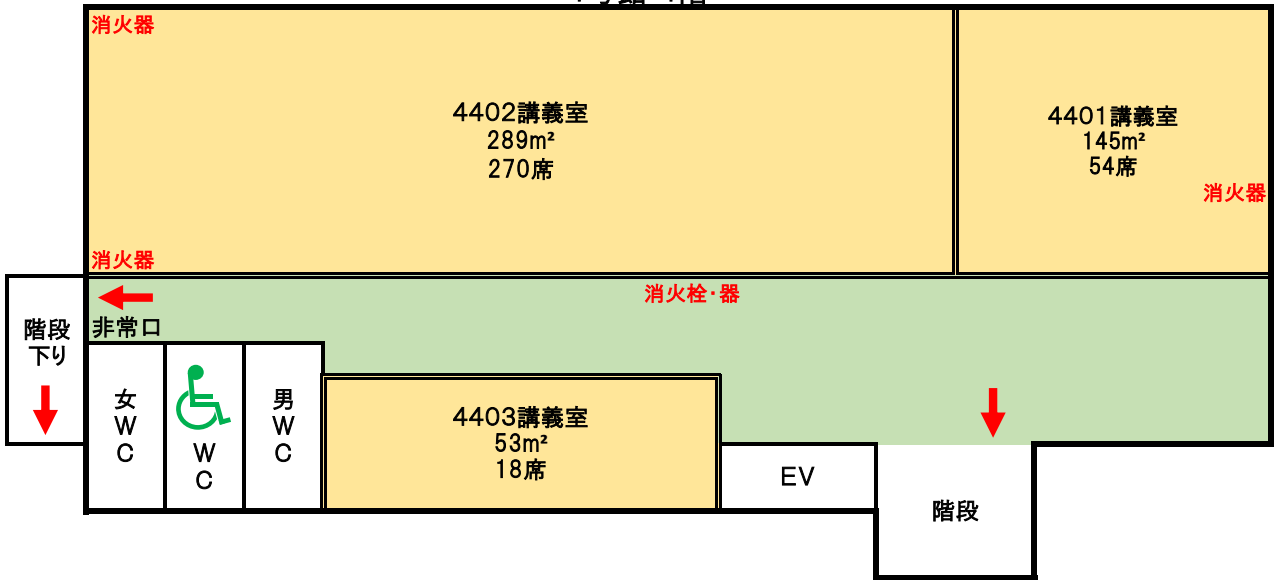 消火器
4402講義室
289m²
270席
4401講義室
145m²
54席
消火器
消火器
消火栓・器
非常口
階段
下り
女
W
C
W
C
男
W
C
4403講義室
53m²
18席
EV
階段